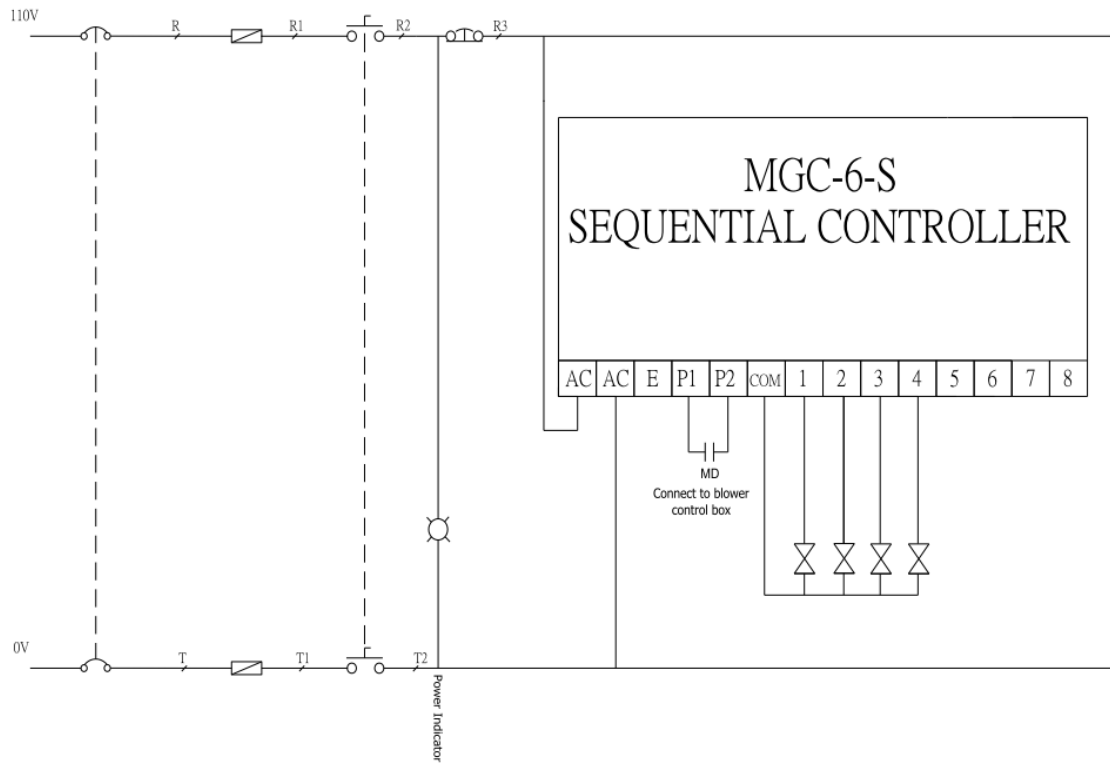 110V
R
R1
R2
R3
MGC-6-S
SEQUENTIAL CONTROLLER
AC AC E P1 P2 COM 1 2 3 4 5 6 7 8
MD
Connect to blower
control box
0V
T
T1
T2
Power Indicator